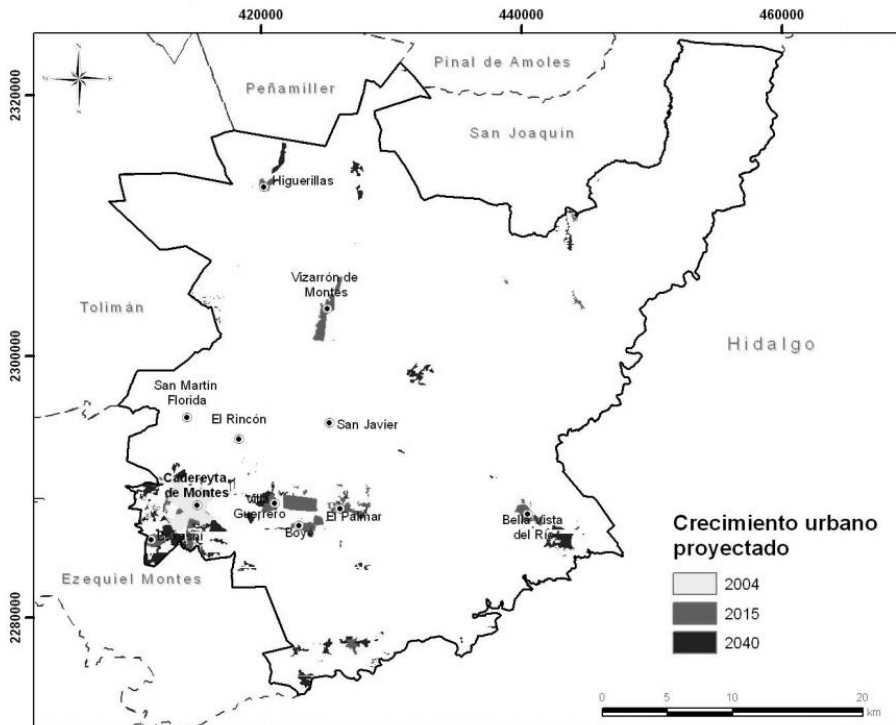 420000
440000
460000
Pinal de Amoles
Peñamiller
2320000
San Joaquín
Higuerillas
Vizarrón de
Montes
Tolimán
Hidalgo
2300000
San Martín
Florida
El Rincón
San Javier
Cadereyta
de Montes
Villa
Guerrero
El Palmar
Boyé
Bella Vista
del Río
Crecimiento urbano
proyectado
Ezequiel Montes
2004
2015
2040
2280000
0 5 10 20
km